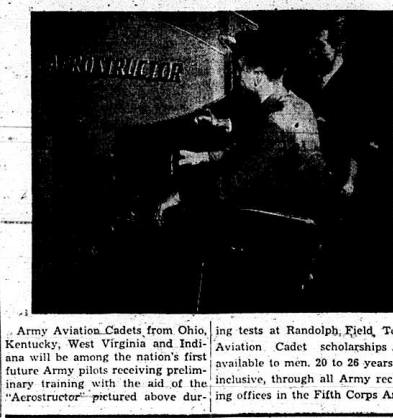 AEROSTRUCTOR
Army Aviation Cadets from Ohio,
Kentucky, West Virginia and Indi-
ana will be among the nation's first
future Army pilots receiving prelim-
inary training with the aid of the
"Aerostructor" pictured above dur-
ing tests at Randolph Field, Te
Aviation Cadet scholarships
available to men, 20 to 26 years
inclusive, through all Army rec
ing offices in the Fifth Corps A